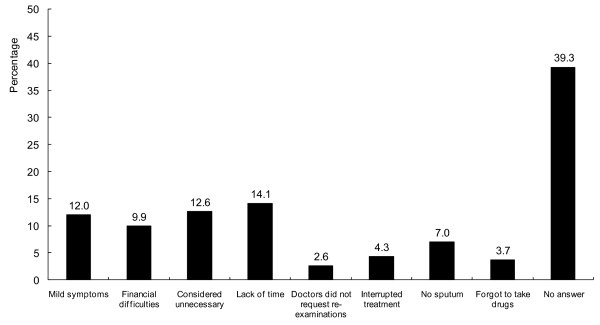 50
45
40
35
30
25
20
15
10
5
0
Percentage
12.0
9.9
12.6
14.1
2.6
4.3
7.0
3.7
39.3
Mild symptoms
Financial
difficulties
Considered
unnecessary
Lack of time
Doctors did not
request re-
examinations
Interrupted
treatment
No sputum
Forgot to take
drugs
No answer